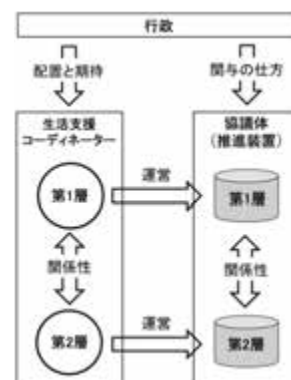 行政
配置と期待
関与の仕方
生活支援
コーディネーター
協議体
(推進装置)
第1層
運営
第1層
関係性
関係性
第2層
運営
第2層